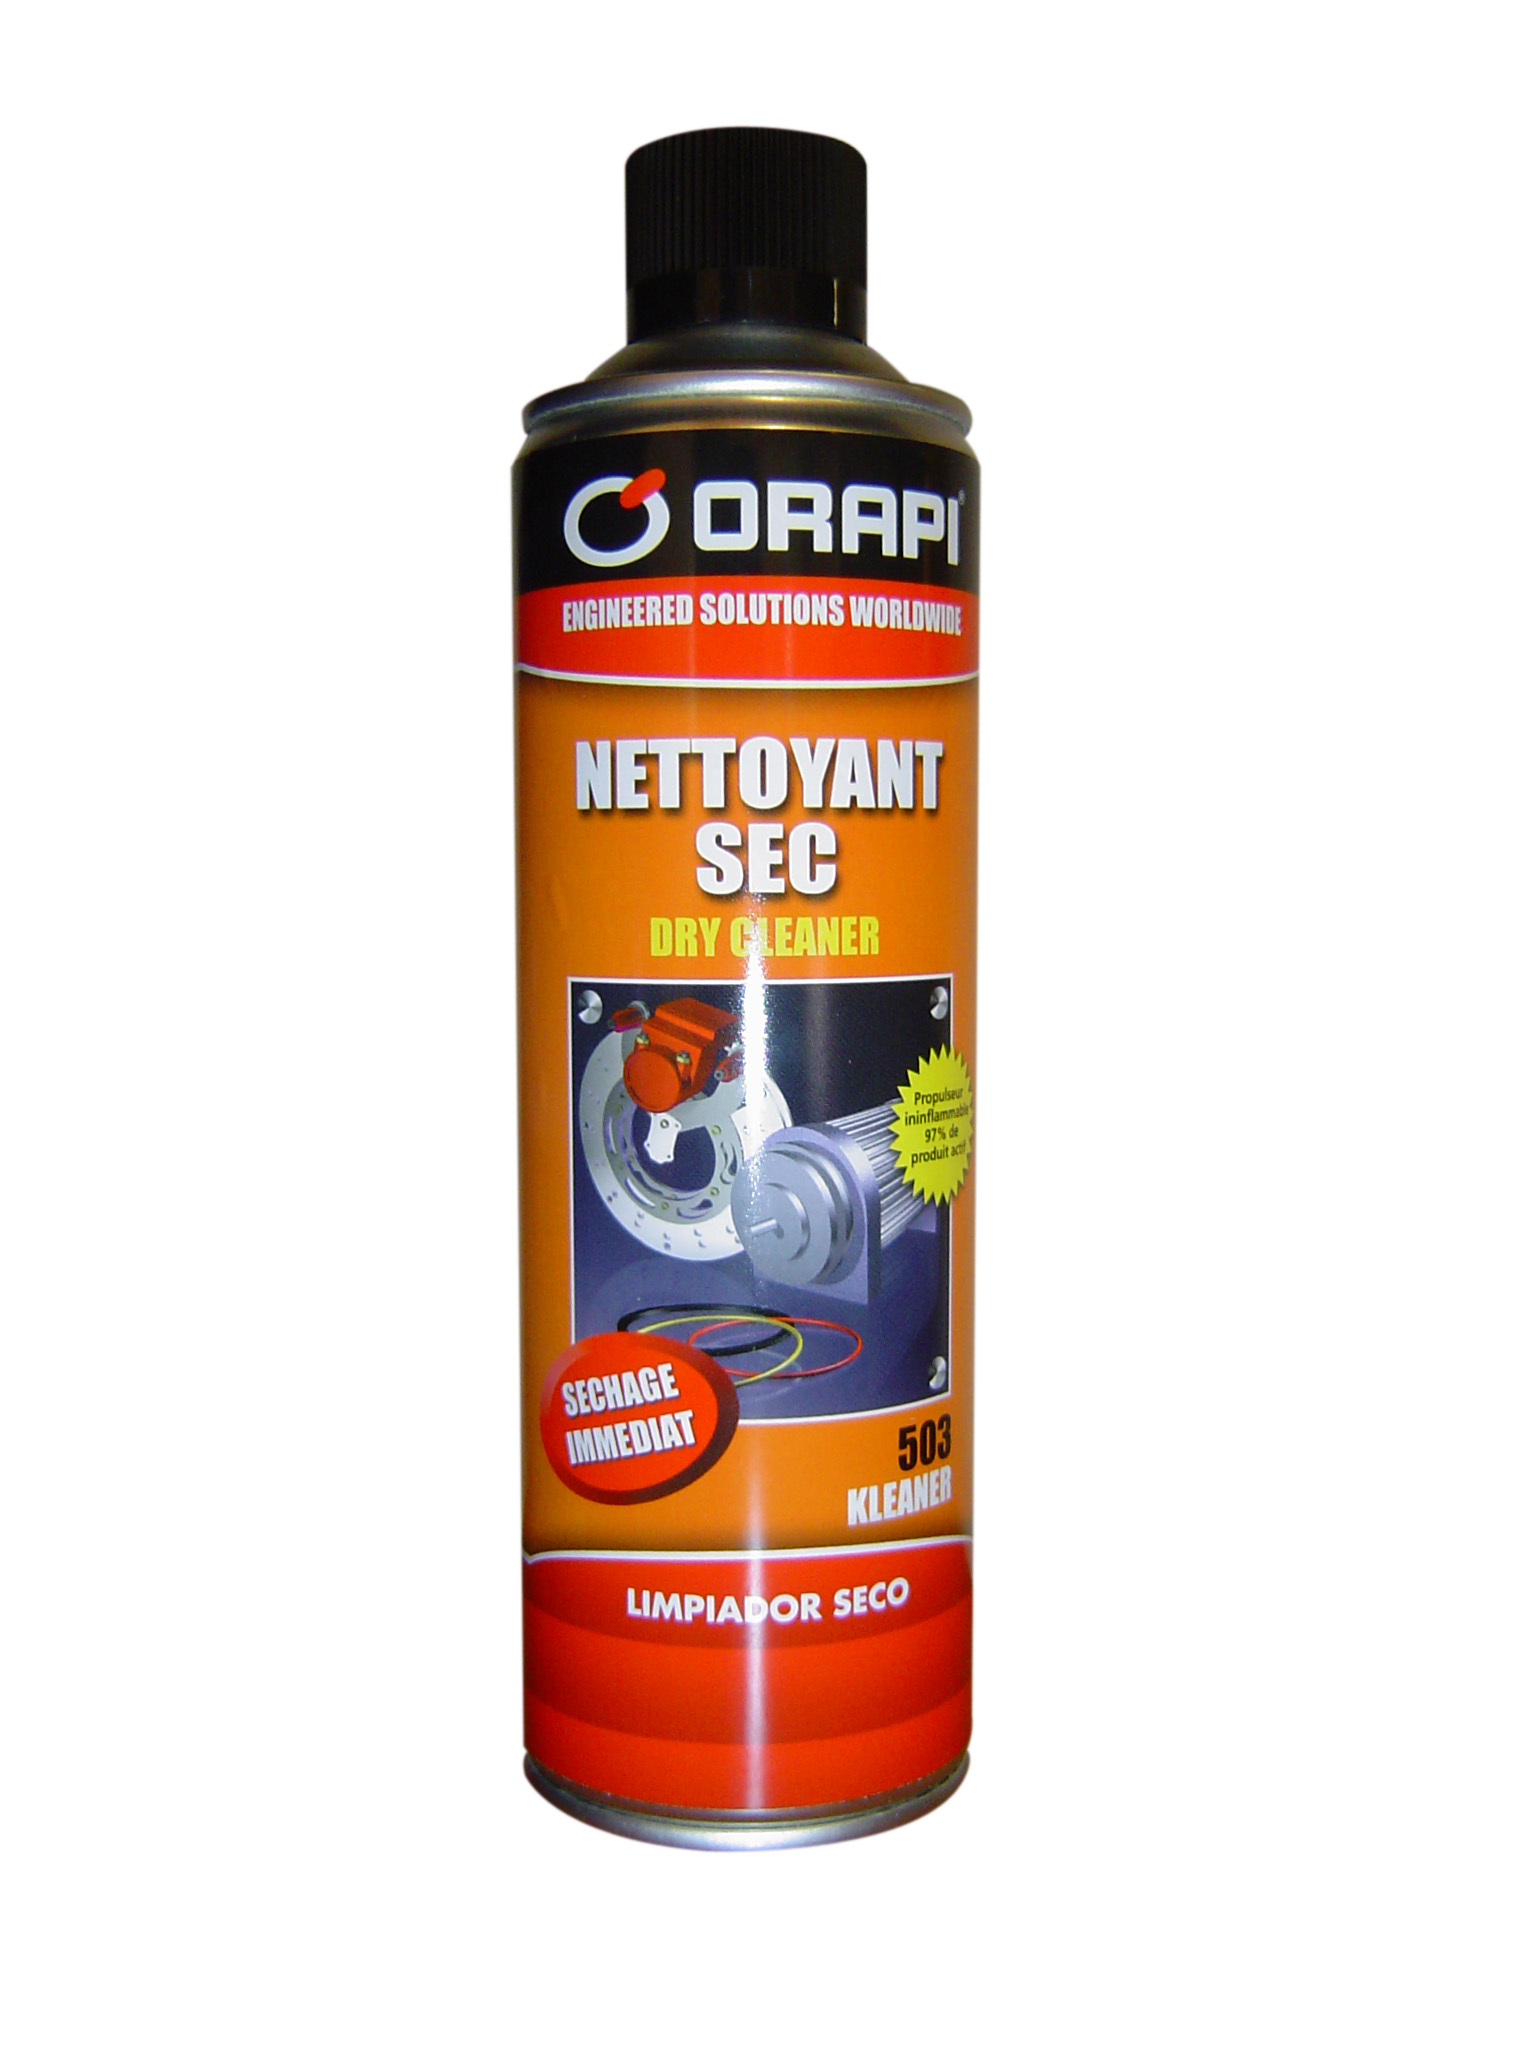 ORAPI®
ENGINEERED SOLUTIONS WORLDWIDE
NETTOYANT
SEC
DRY CLEANER
Propulseur
ininflammable
97% de
produit actif
SECHAGE
IMMEDIAT
503
KLEANER
LIMPIADOR SECO